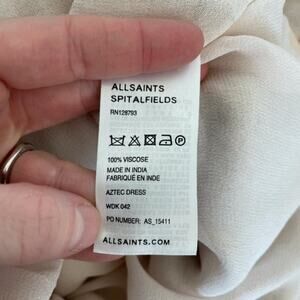 ALLSAINTS
SPITALFIELDS
RN128793
100% VISCOSE
MADE IN INDIA
FABRIQUÉ EN INDE
AZTEC DRESS
WDK 042
PO NUMBER: AS_15411
ALLSAINTS.COM